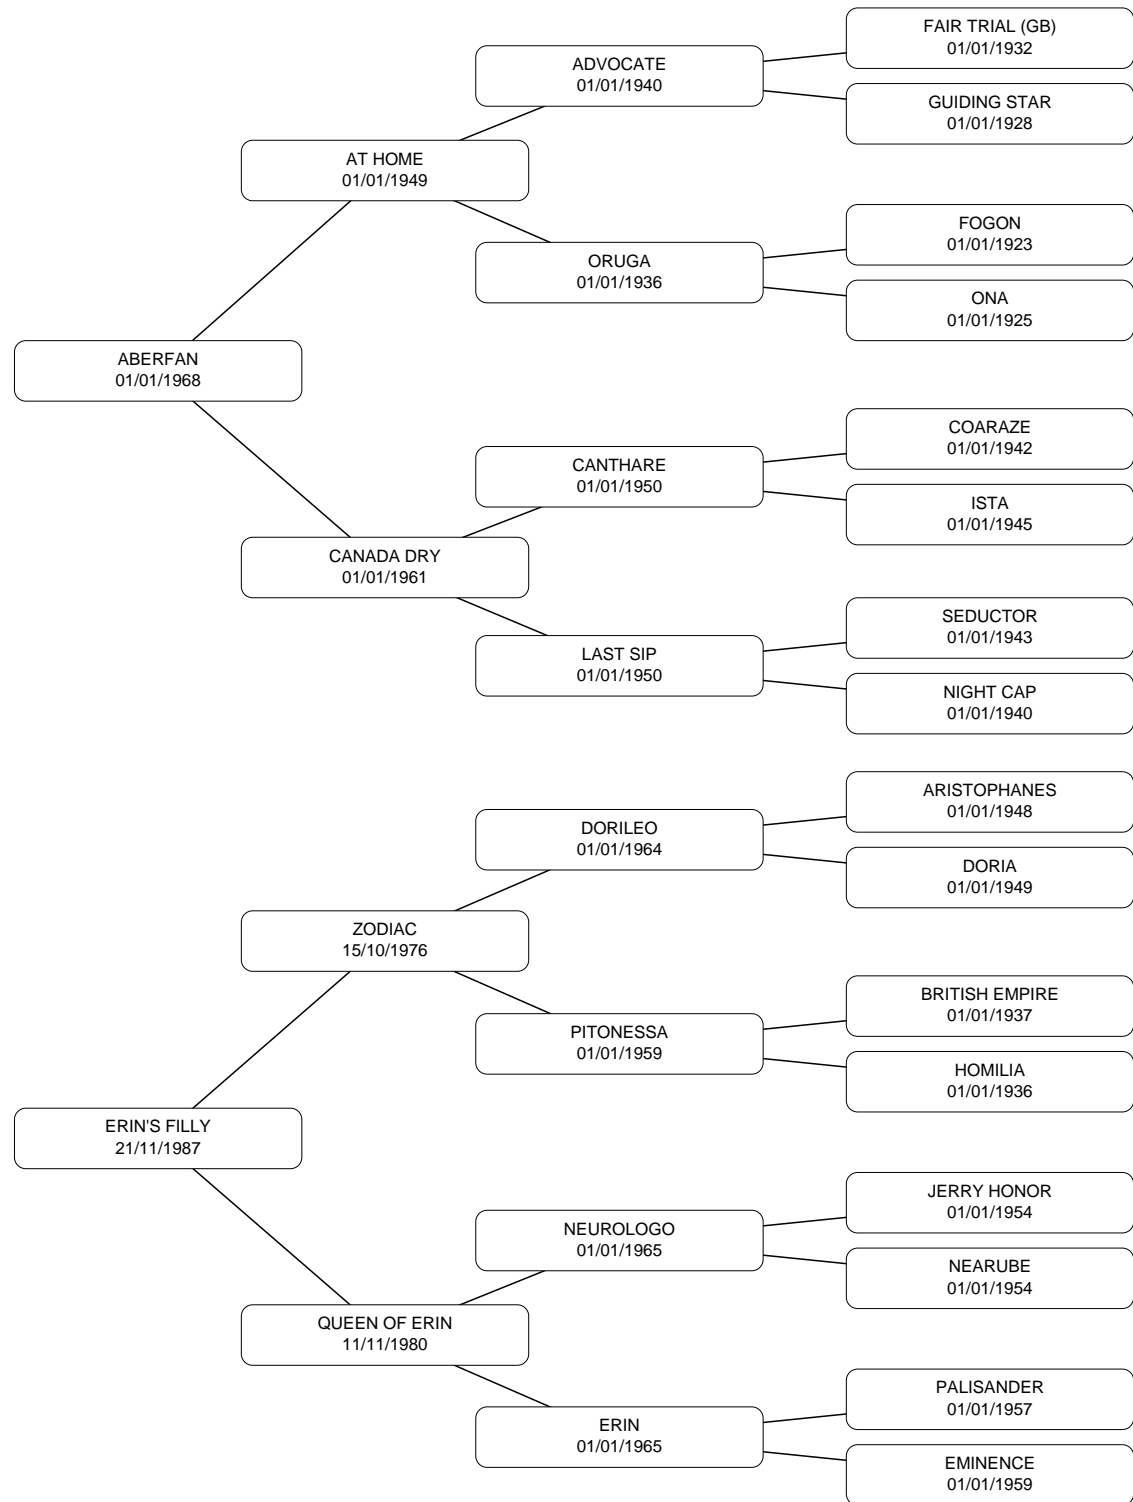 FAIR TRIAL (GB)
01/01/1932
ADVOCATE
01/01/1940
GUIDING STAR
01/01/1928
AT HOME
01/01/1949
FOGON
01/01/1923
ORUGA
01/01/1936
ONA
01/01/1925
ABERFAN
01/01/1968
COARAZE
01/01/1942
CANTHARE
01/01/1950
ISTA
01/01/1945
CANADA DRY
01/01/1961
SEDUCTOR
01/01/1943
LAST SIP
01/01/1950
NIGHT CAP
01/01/1940
ARISTOPHANES
01/01/1948
DORILEO
01/01/1964
DORIA
01/01/1949
ZODIAC
15/10/1976
BRITISH EMPIRE
01/01/1937
PITONESSA
01/01/1959
HOMILIA
01/01/1936
ERIN'S FILLY
21/11/1987
JERRY HONOR
01/01/1954
NEUROLOGO
01/01/1965
NEARUBE
01/01/1954
QUEEN OF ERIN
11/11/1980
PALISANDER
01/01/1957
ERIN
01/01/1965
EMINENCE
01/01/1959